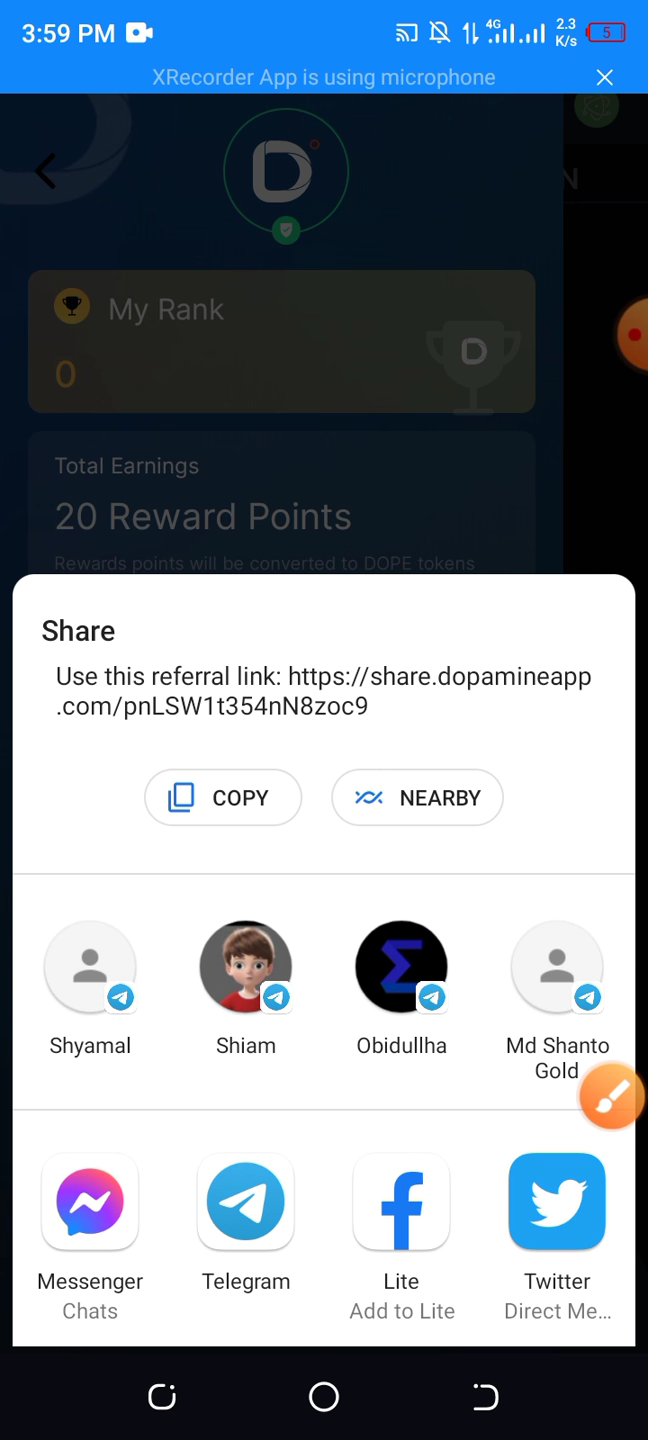 3:59 PM
4G
2.3
K/s
5
XRecorder App is using microphone
N
My Rank
0
Total Earnings
20 Reward Points
Rewards points will be converted to DOPE tokens
Share
Use this referral link: https://share.dopamineapp
.com/pnLSW1t354nN8zoc9
COPY
NEARBY
Shyamal
Shiam
Obidullha
Md Shanto
Gold
Messenger
Telegram
Lite
Twitter
Chats
Add to Lite
Direct Me...